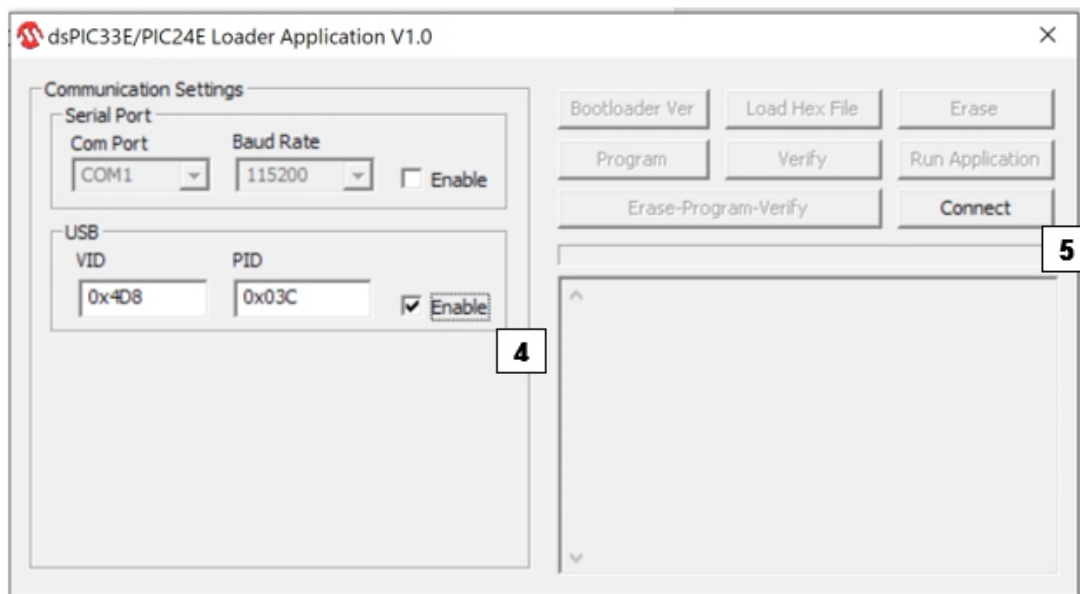 dsPIC33E/PIC24E Loader Application V1.0
Communication Settings
Serial Port
Com Port Baud Rate
COM1 115200 Enable
USB
VID PID
0x4D8 0x03C Enable
4
Bootloader Ver Load Hex File Erase
Program Verify Run Application
Erase-Program-Verify Connect
5